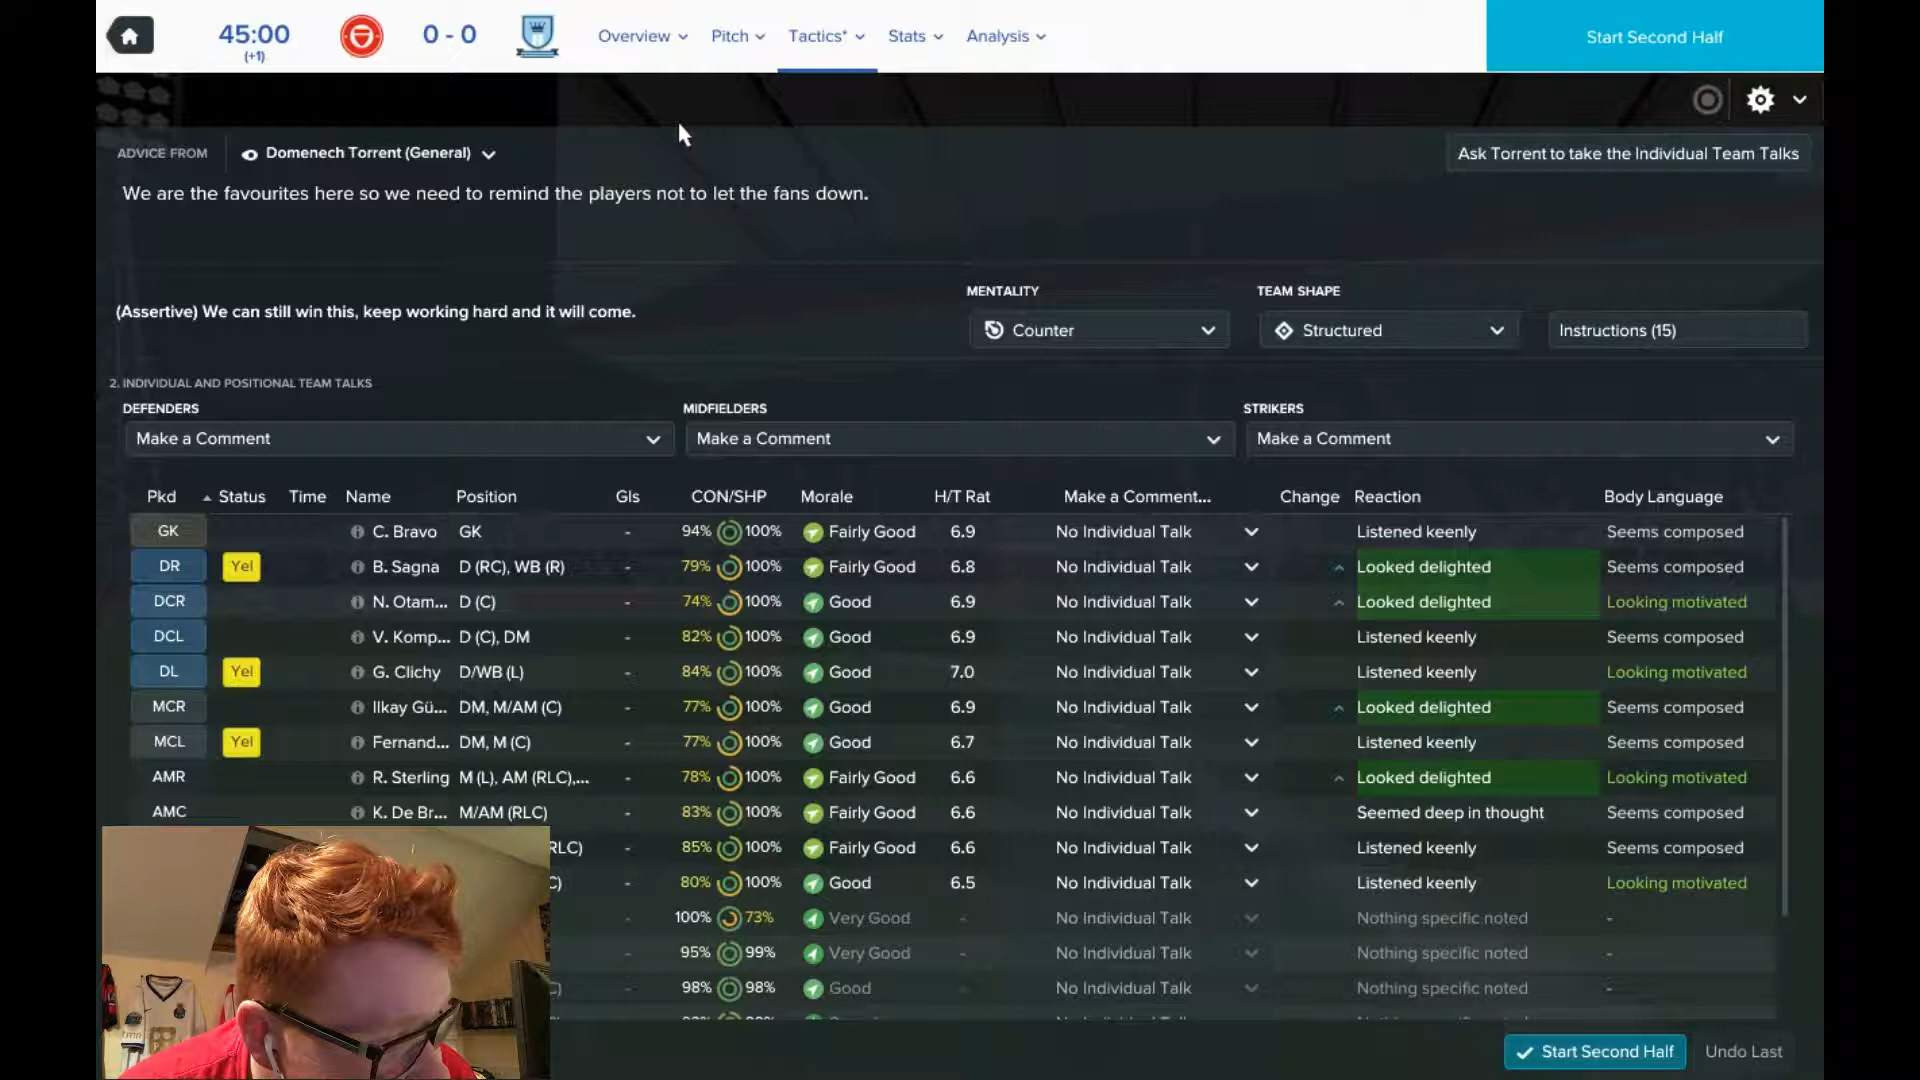 45:00
(+1)
0 - 0
Overview
Pitch
Tactics*
Stats
Analysis
Start Second Half
ADVICE FROM
Domenech Torrent (General)
Ask Torrent to take the Individual Team Talks
We are the favourites here so we need to remind the players not to let the fans down.
MENTALITY
TEAM SHAPE
(Assertive) We can still win this, keep working hard and it will come.
Counter
Structured
Instructions (15)
2. INDIVIDUAL AND POSITIONAL TEAM TALKS
DEFENDERS
MIDFIELDERS
STRIKERS
Make a Comment
Make a Comment
Make a Comment
Pkd Status Time Name Position Gls CON/SHP Morale H/T Rat Make a Comment... Change Reaction Body Language
GK C. Bravo GK - 94% 100% Fairly Good 6.9 No Individual Talk Listened keenly Seems composed
DR Yel B. Sagna D (RC), WB (R) - 79% 100% Fairly Good 6.8 No Individual Talk Looked delighted Seems composed
DCR N. Otam... D (C) - 74% 100% Good 6.9 No Individual Talk Looked delighted Looking motivated
DCL V. Komp... D (C), DM - 82% 100% Good 6.9 No Individual Talk Listened keenly Seems composed
DL Yel G. Clichy D/WB (L) - 84% 100% Good 7.0 No Individual Talk Listened keenly Looking motivated
MCR Ilkay Gü... DM, M/AM (C) - 77% 100% Good 6.9 No Individual Talk Looked delighted Seems composed
MCL Yel Fernand... DM, M (C) - 77% 100% Good 6.7 No Individual Talk Listened keenly Seems composed
AMR R. Sterling M (L), AM (RLC),... - 78% 100% Fairly Good 6.6 No Individual Talk Looked delighted Looking motivated
AMC K. De Br... M/AM (RLC) - 83% 100% Fairly Good 6.6 No Individual Talk Seemed deep in thought Seems composed
RLC) - 85% 100% Fairly Good 6.6 No Individual Talk Listened keenly Seems composed
C) - 80% 100% Good 6.5 No Individual Talk Listened keenly Looking motivated
- 100% 73% Very Good - No Individual Talk Nothing specific noted -
- 95% 99% Very Good - No Individual Talk Nothing specific noted -
C) - 98% 98% Good - No Individual Talk Nothing specific noted -
Start Second Half
Undo Last